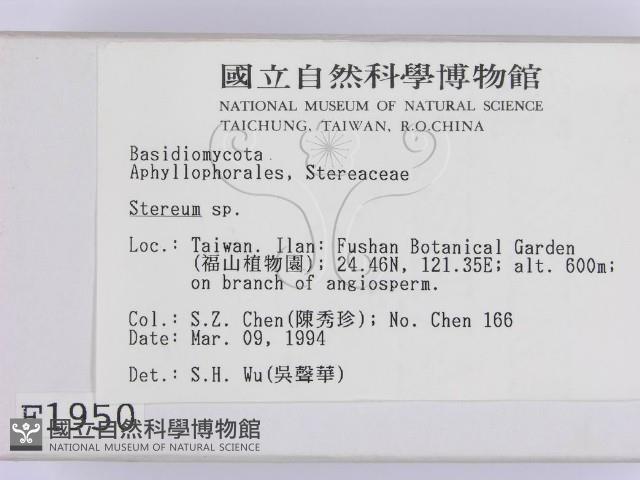 國立自然科學博物館
NATIONAL MUSEUM OF NATURAL SCIENCE
TAICHUNG, TAIWAN, R.O.CHINA
Basidiomycota
Aphyllophorales, Stereaceae
Stereum sp.
Loc.: Taiwan. Ilan: Fushan Botanical Garden
(福山植物園); 24.46N, 121.35E; alt. 600m;
on branch of angiosperm.
Col.: S.Z. Chen(陳秀珍); No. Chen 166
Date: Mar. 09, 1994
Det.: S.H. Wu(吳聲華)
F1950
國立自然科學博物館
NATIONAL MUSEUM OF NATURAL SCIENCE